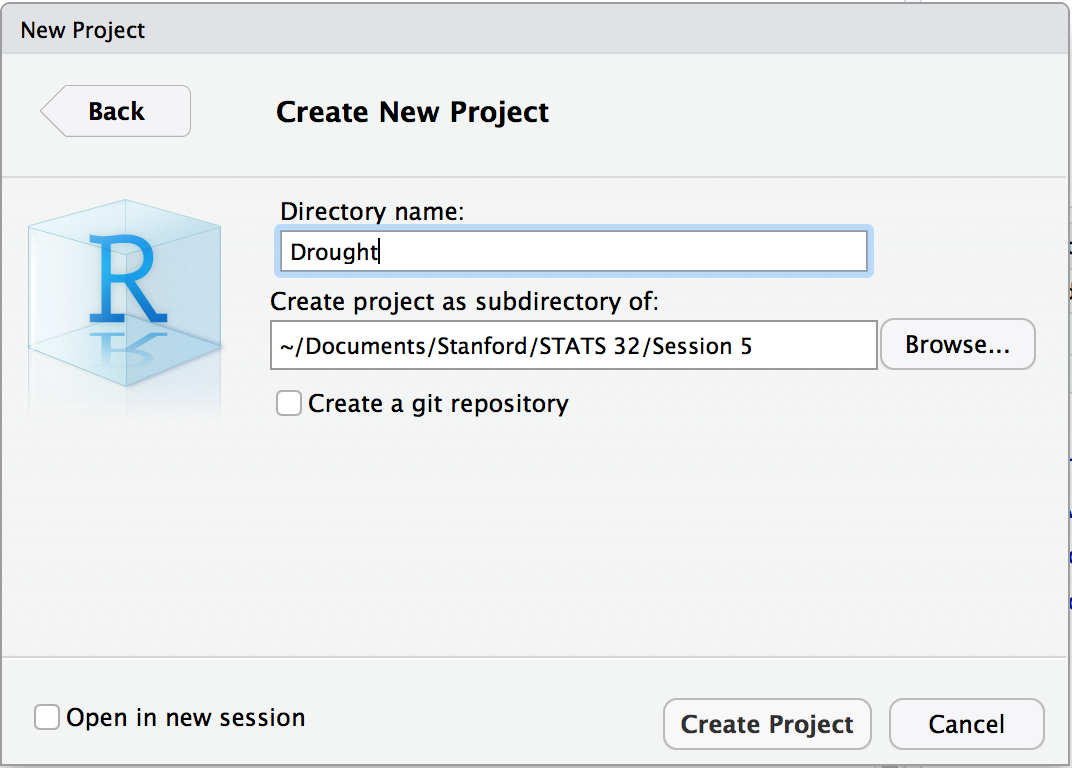 New Project
Back
Create New Project
R
Directory name:
Drought
Create project as subdirectory of:
~/Documents/Stanford/STATS 32/Session 5
Browse...
Create a git repository
Open in new session
Create Project
Cancel